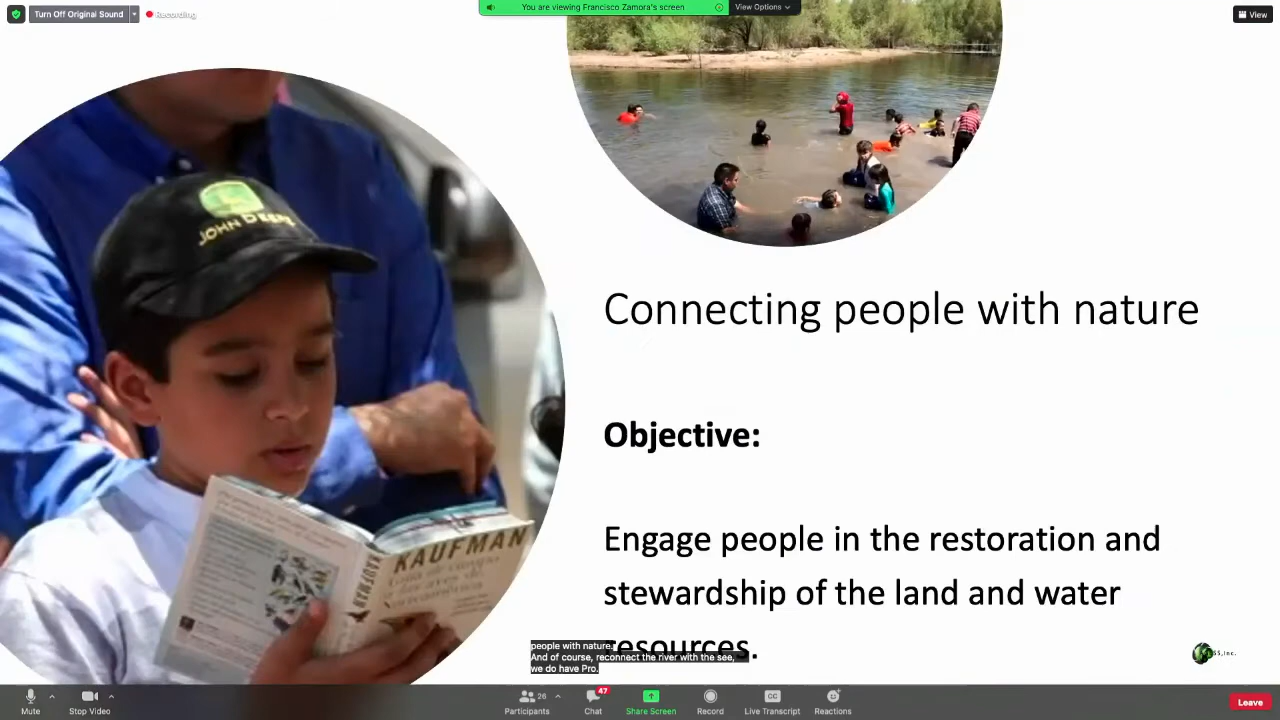 Turn Off Original Sound
Recording
You are viewing Francisco Zamora's screen
View Options
View
JOHN DEERE
KAUFMAN
KAUFMAN
Connecting people with nature
Objective:
Engage people in the restoration and
stewardship of the land and water
resources.
people with nature.
And of course, reconnect the river with the see,
we do have Pro.
Mute
Stop Video
26
Participants
47
Chat
Share Screen
Record
CC
Live Transcript
Reactions
Leave